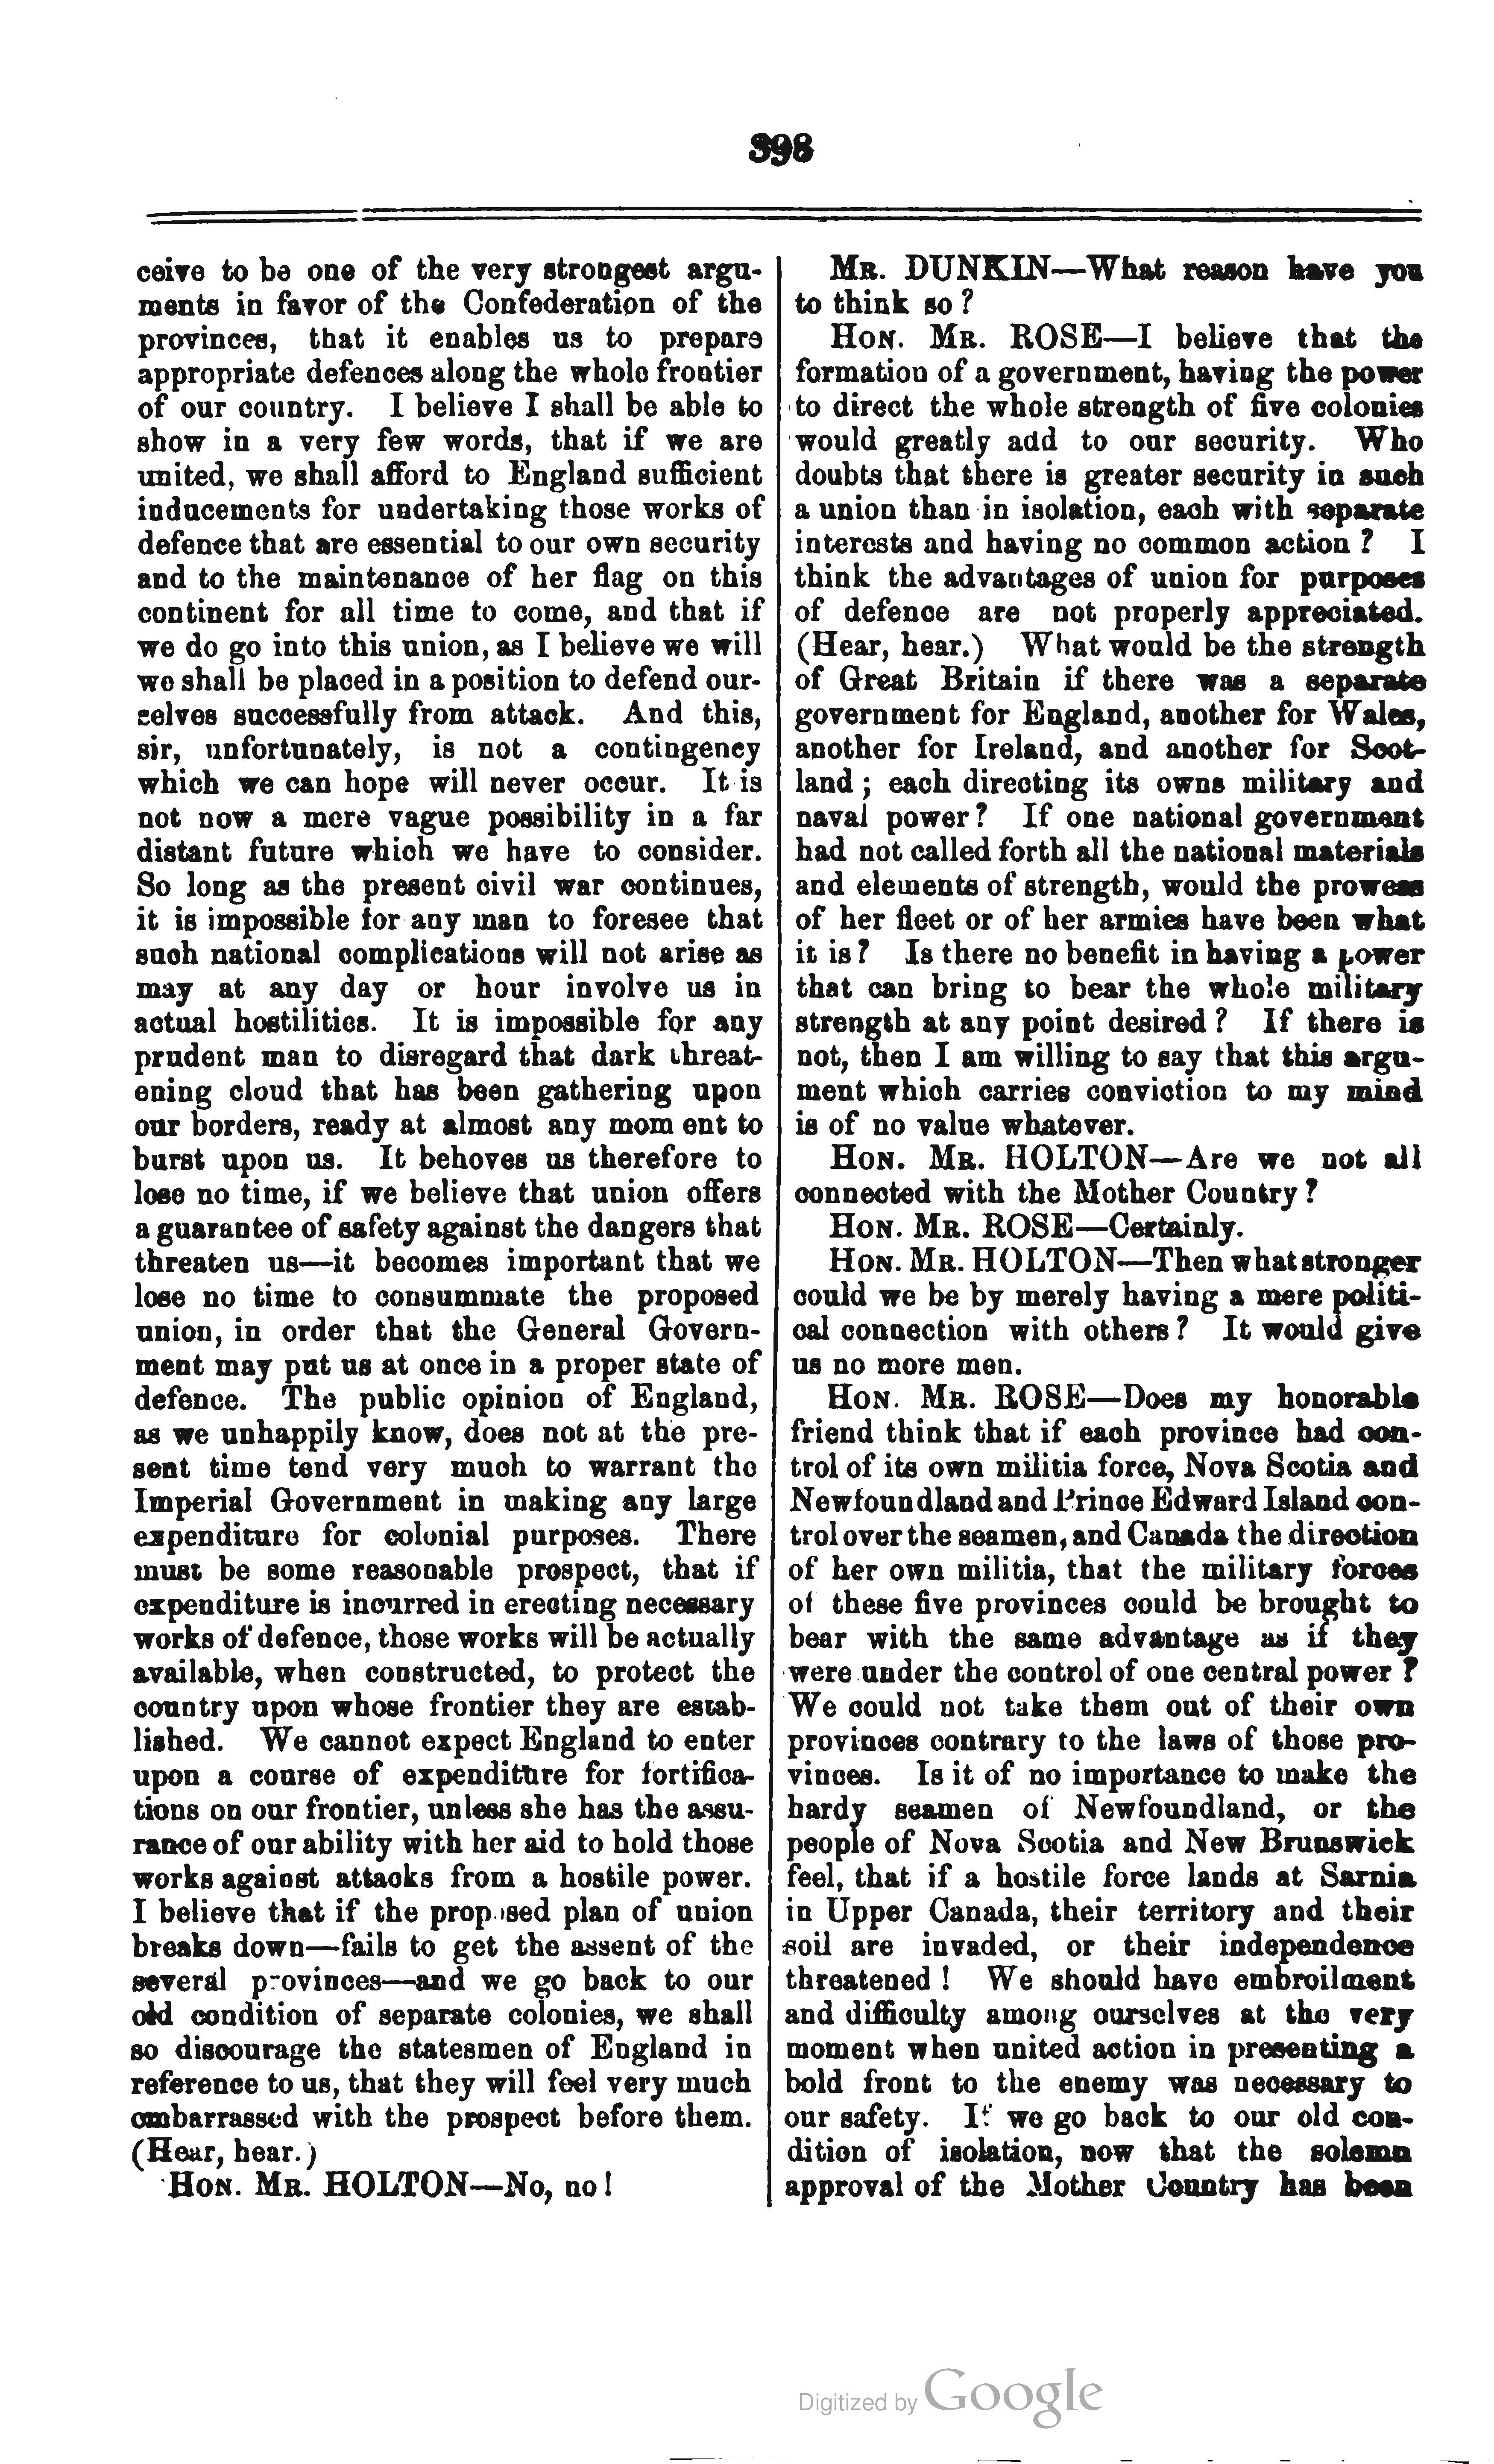 398
ceive to be one of the very strongest argu-
ments in favor of the Confederation of the
provinces, that it enables us to prepare
appropriate defences along the whole frontier
of our country. I believe I shall be able to
show in a very few words, that if we are
united, we shall afford to England sufficient
inducements for undertaking those works of
defence that are essential to our own security
and to the maintenance of her flag on this
continent for all time to come, and that if
we do go into this union, as I believe we will
we shall be placed in a position to defend our-
selves successfully from attack. And this,
sir, unfortunately, is not a contingency
which we can hope will never occur. It is
not now a mere vague possibility in a far
distant future which we have to consider.
So long as the present civil war continues,
it is impossible for any man to foresee that
such national complications will not arise as
may at any day or hour involve us in
actual hostilities. It is impossible for any
prudent man to disregard that dark threat-
ening cloud that has been gathering upon
our borders, ready at almost any mom ent to
burst upon us. It behoves us therefore to
lose no time, if we believe that union offers
a guarantee of safety against the dangers that
threaten us—it becomes important that we
lose no time to consummate the proposed
union, in order that the General Govern-
ment may put us at once in a proper state of
defence. The public opinion of England,
as we unhappily know, does not at the pre-
sent time tend very much to warrant the
Imperial Government in making any large
expenditure for colonial purposes. There
must be some reasonable prospect, that if
expenditure is incurred in erecting necessary
works of defence, those works will be actually
available, when constructed, to protect the
country upon whose frontier they are estab-
lished. We cannot expect England to enter
upon a course of expenditure for fortifica-
tions on our frontier, unless she has the assu-
rance of our ability with her aid to hold those
works against attacks from a hostile power.
I believe that if the proposed plan of union
breaks down—fails to get the assent of the
several provinces—and we go back to our
old condition of separate colonies, we shall
so discourage the statesmen of England in
reference to us, that they will feel very much
embarrassed with the prospect before them.
(Hear, hear.)
HON. MR. HOLTON—No, no!
MR. DUNKIN—What reason have you
to think so?
HON. MR. ROSE—I believe that the
formation of a government, having the power
to direct the whole strength of five colonies
would greatly add to our security. Who
doubts that there is greater security in such
a union than in isolation, each with separate
interests and having no common action? I
think the advantages of union for purposes
of defence are not properly appreciated.
(Hear, hear.) What would be the strength
of Great Britain if there was a separate
government for England, another for Wales,
another for Ireland, and another for Scot-
land; each directing its owns military and
naval power? If one national government
had not called forth all the national materials
and elements of strength, would the prowess
of her fleet or of her armies have been what
it is? Is there no benefit in having a power
that can bring to bear the whole military
strength at any point desired? If there is
not, then I am willing to say that this argu-
ment which carries conviction to my mind
is of no value whatever.
HON. MR. HOLTON—Are we not all
connected with the Mother Country?
HON. MR. ROSE—Certainly.
HON. MR. HOLTON—Then what stronger
could we be by merely having a mere politi-
cal connection with others? It would give
us no more men.
HON. MR. ROSE—Does my honorable
friend think that if each province had con-
trol of its own militia force, Nova Scotia and
Newfoundland and Prince Edward Island con-
trol over the seamen, and Canada the direction
of her own militia, that the military forces
of these five provinces could be brought to
bear with the same advantage as if they
were under the control of one central power?
We could not take them out of their own
provinces contrary to the laws of those pro-
vinces. Is it of no importance to make the
hardy seamen of Newfoundland, or the
people of Nova Scotia and New Brunswick
feel, that if a hostile force lands at Sarnia
in Upper Canada, their territory and their
soil are invaded, or their independence
threatened! We should have embroilment
and difficulty among ourselves at the very
moment when united action in presenting a
bold front to the enemy was necessary to
our safety. If we go back to our old con-
dition of isolation, now that the solemn
approval of the Mother Country has been
Digitized by Google